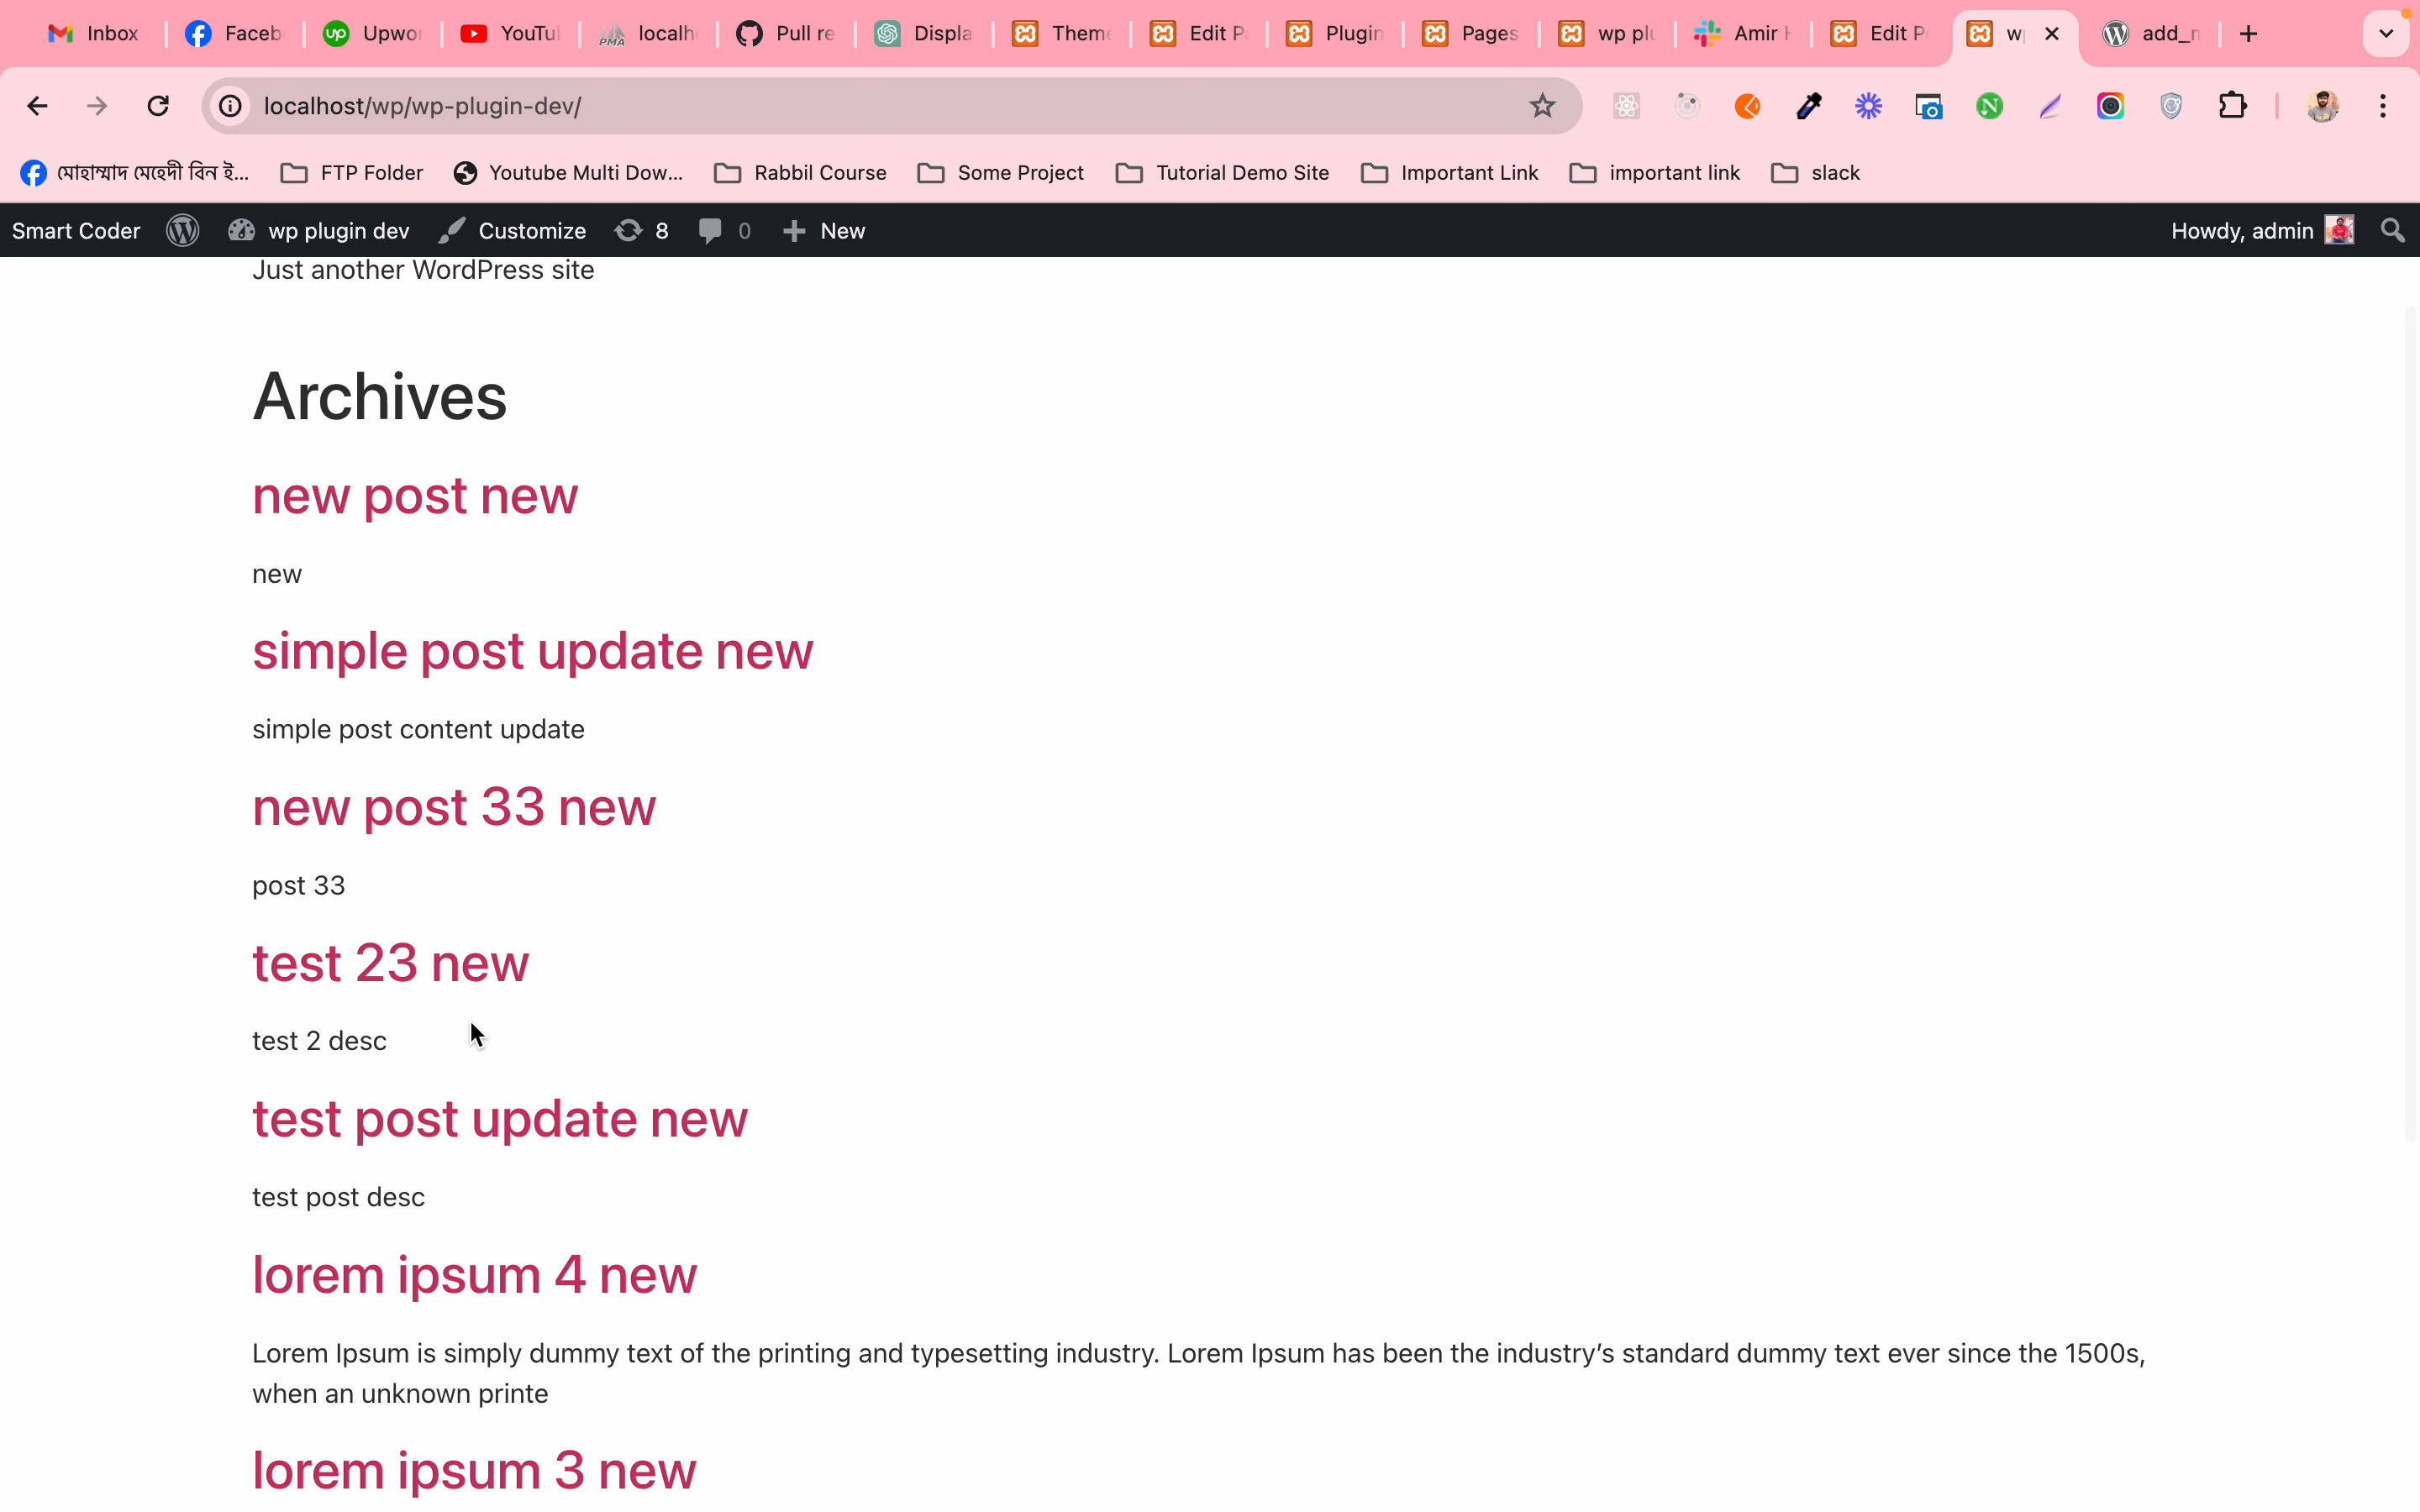 Inbox Faceb Upwo YouTu localh Pull re Displa Theme Edit P Plugin Pages wp plu Amir H Edit P w add_n
localhost/wp/wp-plugin-dev/
মোহাম্মাদ মেহেদী বিন ই... FTP Folder Youtube Multi Dow... Rabbil Course Some Project Tutorial Demo Site Important Link important link slack
Smart Coder wp plugin dev Customize 8 0 New Howdy, admin
Just another WordPress site
Archives
new post new
new
simple post update new
simple post content update
new post 33 new
post 33
test 23 new
test 2 desc
test post update new
test post desc
lorem ipsum 4 new
Lorem Ipsum is simply dummy text of the printing and typesetting industry. Lorem Ipsum has been the industry's standard dummy text ever since the 1500s,
when an unknown printe
lorem ipsum 3 new